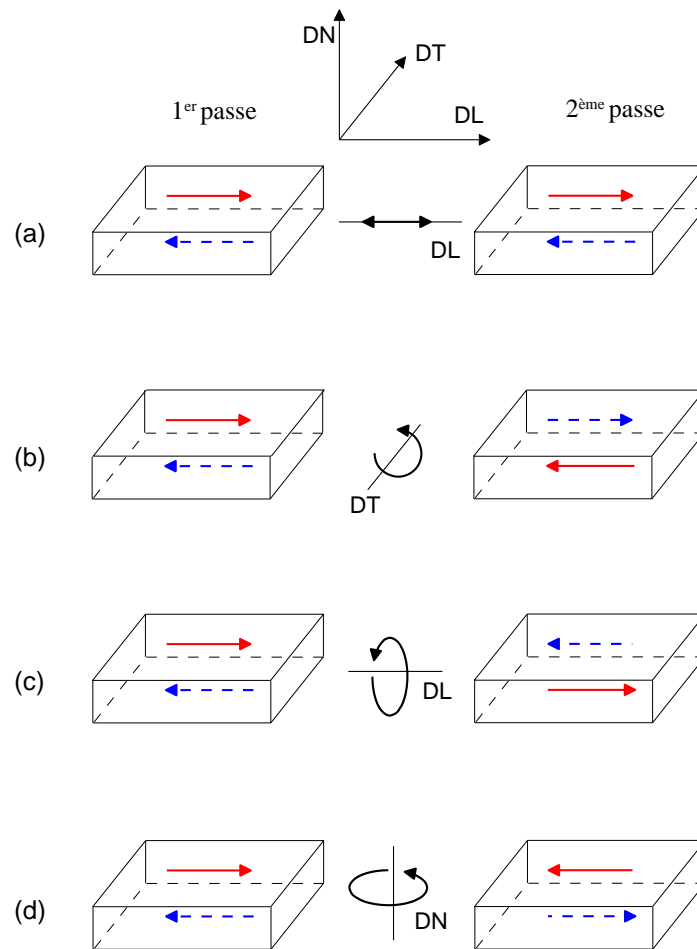 DN
DT
1er passe
DL
2ème passe
(a)
DL
(b)
DT
(c)
DL
(d)
DN